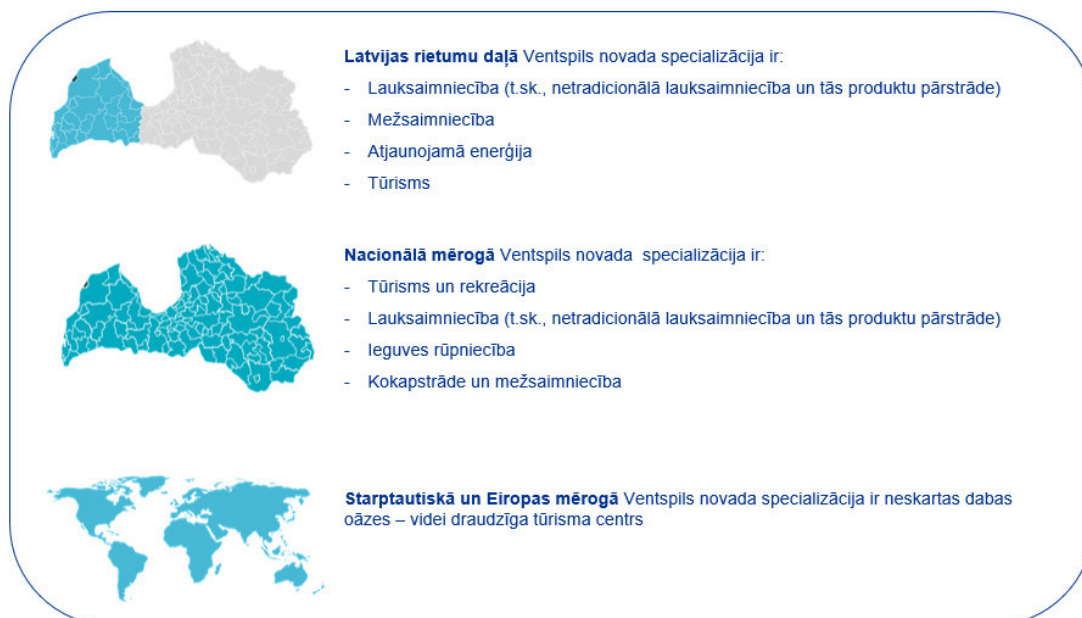 Latvijas rietumu daļā Ventspils novada specializācija ir:
- Lauksaimniecība (t.sk., netradicionālā lauksaimniecība un tās produktu pārstrāde)
- Mežsaimniecība
- Atjaunojamā enerģija
- Tūrisms
Nacionālā mērogā Ventspils novada specializācija ir:
- Tūrisms un rekreācija
- Lauksaimniecība (t.sk., netradicionālā lauksaimniecība un tās produktu pārstrāde)
- Ieguves rūpniecība
- Kokapstrāde un mežsaimniecība
Starptautiskā un Eiropas mērogā Ventspils novada specializācija ir neskartas dabas
oāzes – videi draudzīga tūrisma centrs